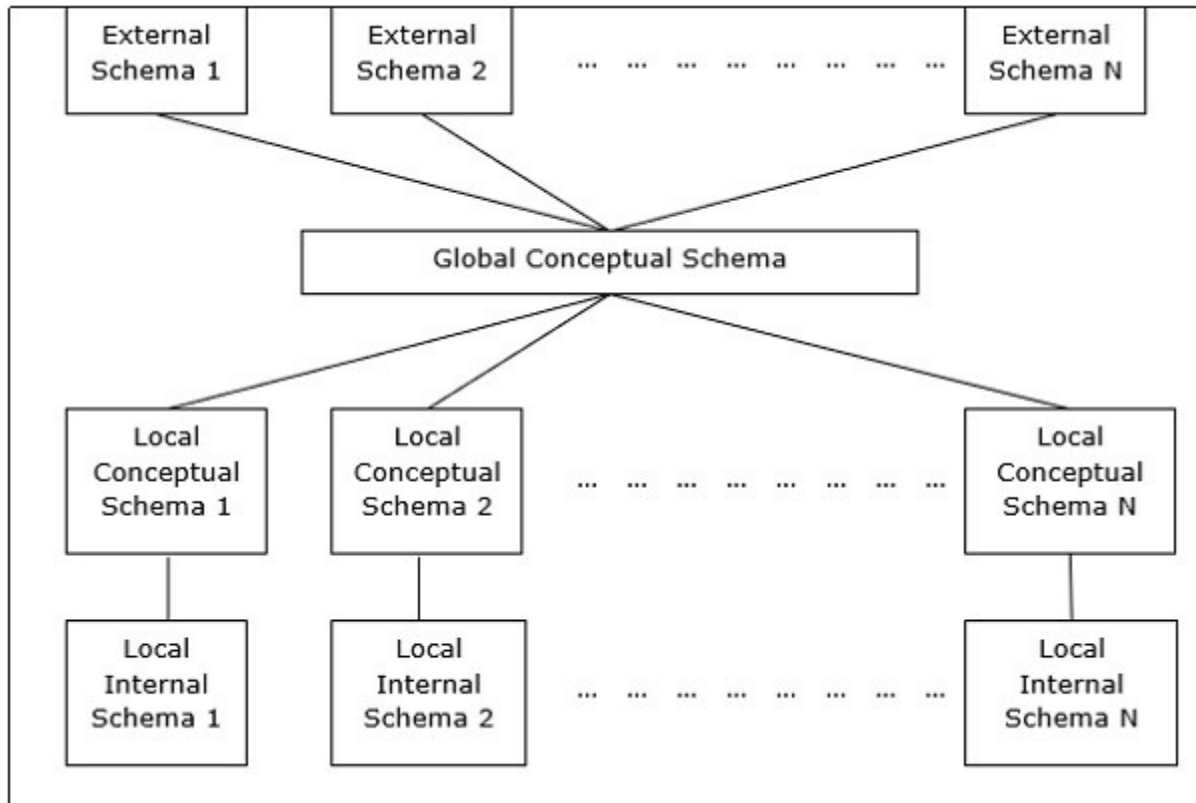 External
Schema 1
External
Schema 2
... ... ... ... ... ... ... ...
External
Schema N
Global Conceptual Schema
Local
Conceptual
Schema 1
Local
Conceptual
Schema 2
... ... ... ... ... ... ... ...
Local
Conceptual
Schema N
Local
Internal
Schema 1
Local
Internal
Schema 2
... ... ... ... ... ... ... ...
Local
Internal
Schema N